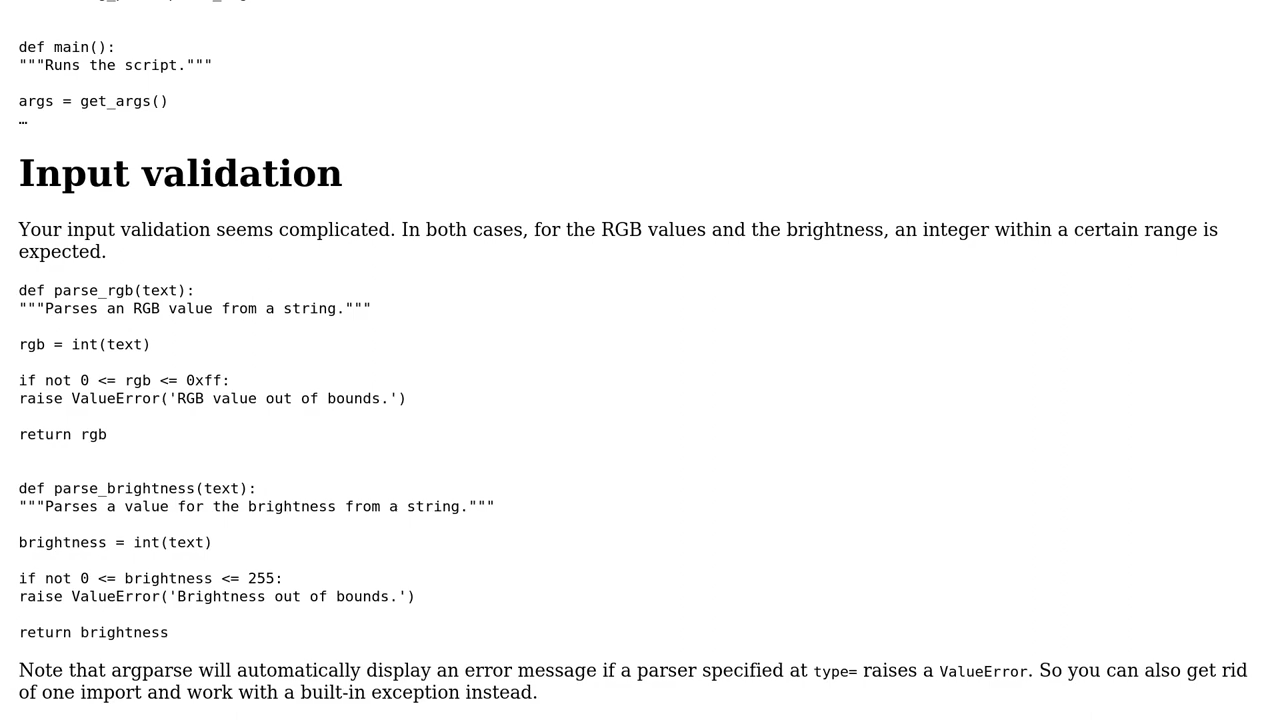 def main():
"""Runs the script."""
args = get_args()
…
Input validation
Your input validation seems complicated. In both cases, for the RGB values and the brightness, an integer within a certain range is
expected.
def parse_rgb(text):
"""Parses an RGB value from a string."""
rgb = int(text)
if not 0 <= rgb <= 0xff:
raise ValueError('RGB value out of bounds.')
return rgb
def parse_brightness(text):
"""Parses a value for the brightness from a string."""
brightness = int(text)
if not 0 <= brightness <= 255:
raise ValueError('Brightness out of bounds.')
return brightness
Note that argparse will automatically display an error message if a parser specified at type= raises a ValueError. So you can also get rid
of one import and work with a built-in exception instead.